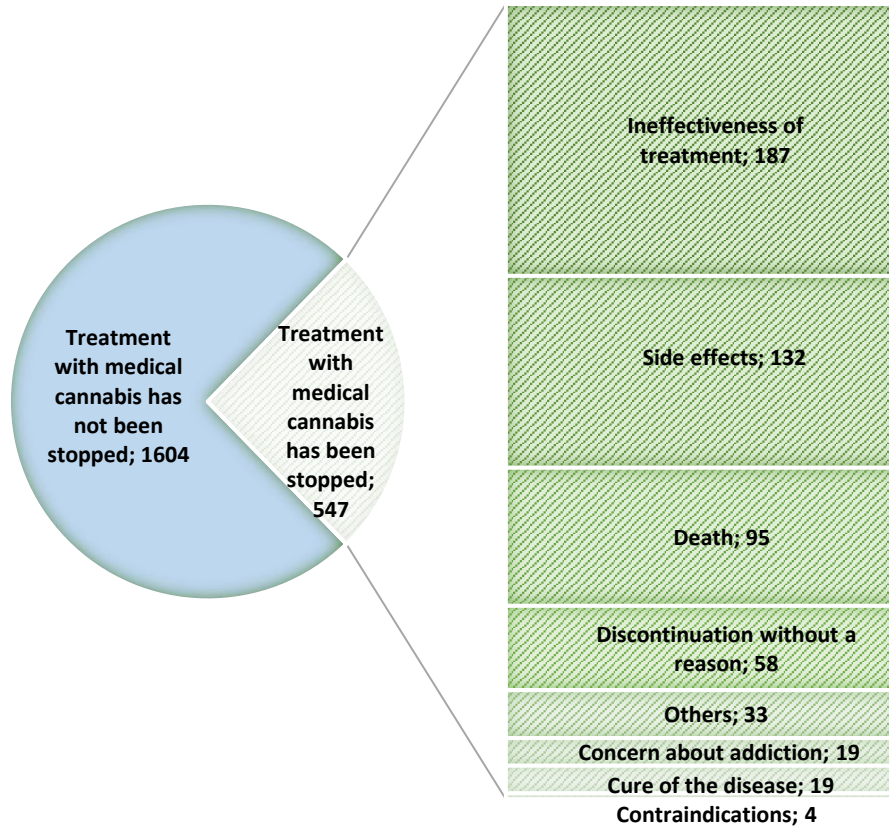 Treatment
with medical
cannabis has
not been
stopped; 1604
Treatment
with
medical
cannabis
has been
stopped;
547
Ineffectiveness of
treatment; 187
Side effects; 132
Death; 95
Discontinuation without a
reason; 58
Others; 33
Concern about addiction; 19
Cure of the disease; 19
Contraindications; 4